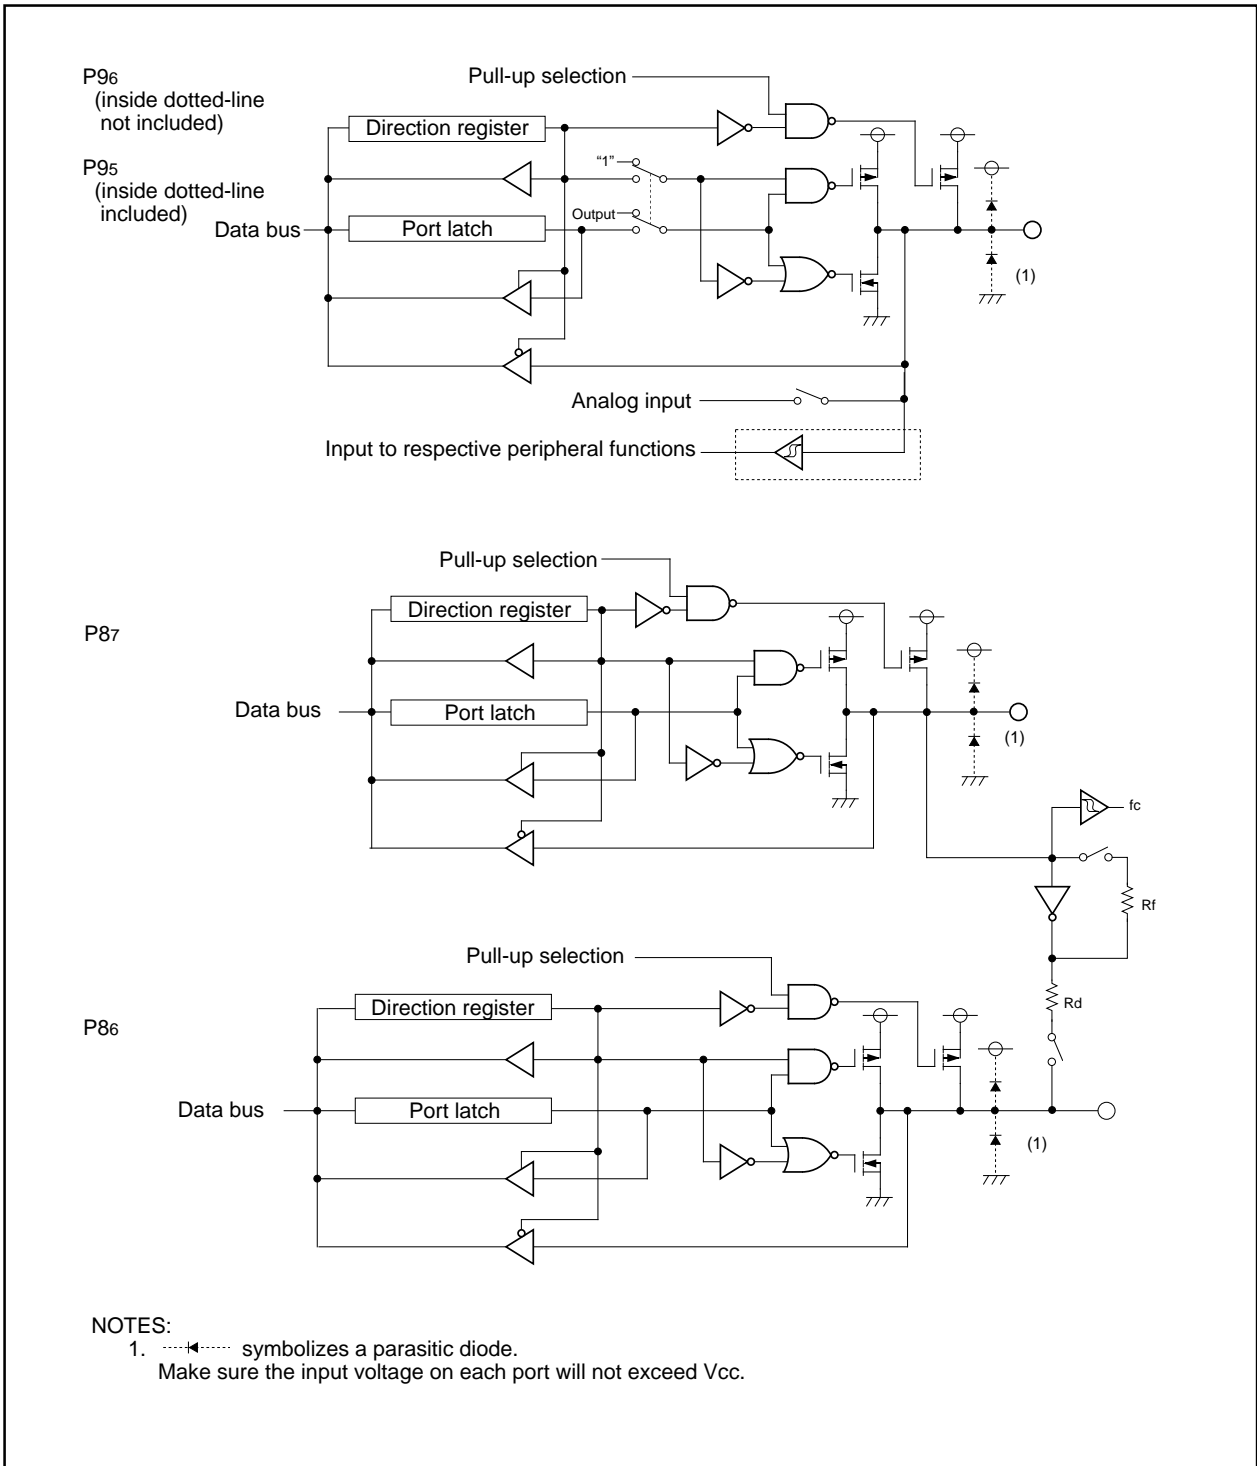 P96
(inside dotted-line
not included)
Pull-up selection
Direction register
P95
(inside dotted-line
included)
“1”
Output
Data bus
Port latch
(1)
Analog input
Input to respective peripheral functions
Pull-up selection
Direction register
P87
Data bus
Port latch
(1)
fc
Rf
Pull-up selection
Rd
Direction register
P86
Data bus
Port latch
(1)
NOTES:
1. symbolizes a parasitic diode.
Make sure the input voltage on each port will not exceed Vcc.